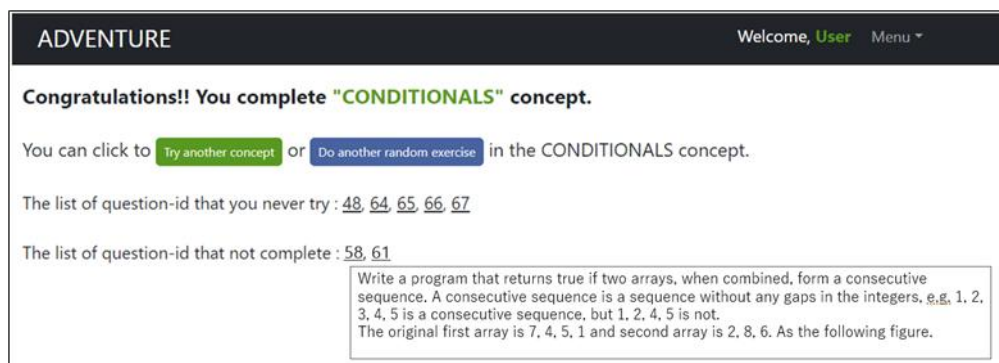 ADVENTURE
Welcome, User Menu
Congratulations!! You complete "CONDITIONALS" concept.
You can click to Try another concept or Do another random exercise in the CONDITIONALS concept.
The list of question-id that you never try : 48, 64, 65, 66, 67
The list of question-id that not complete : 58, 61
Write a program that returns true if two arrays, when combined, form a consecutive
sequence. A consecutive sequence is a sequence without any gaps in the integers, e.g. 1, 2,
3, 4, 5 is a consecutive sequence, but 1, 2, 4, 5 is not.
The original first array is 7, 4, 5, 1 and second array is 2, 8, 6. As the following figure.